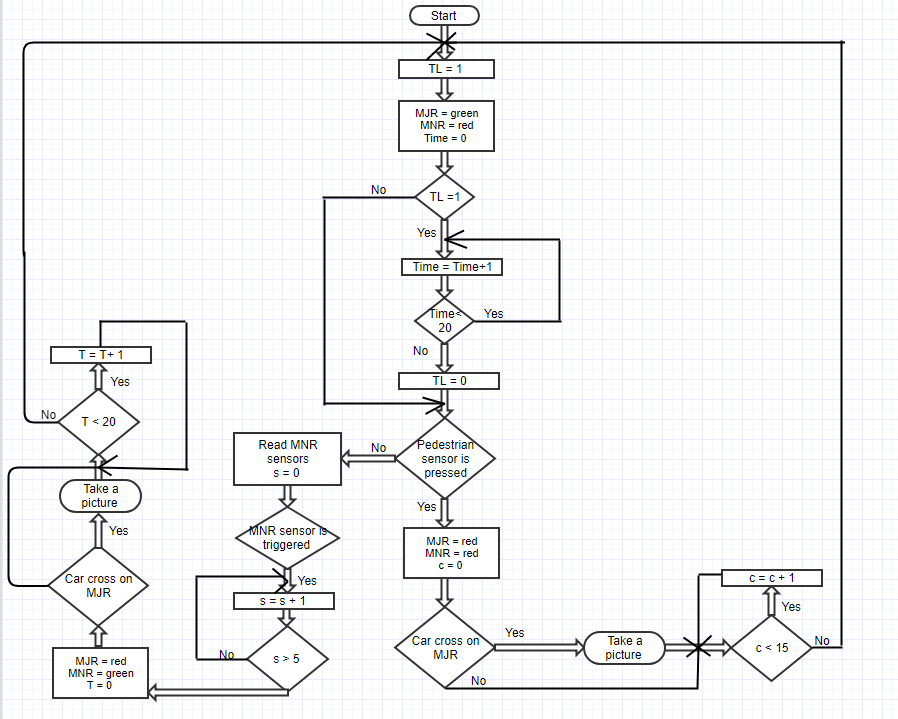 Start
TL = 1
MJR = green
MNR = red
Time = 0
No
TL =1
Yes
Time = Time+1
Time<
20
Yes
No
TL = 0
T = T+ 1
Yes
No
T < 20
Take a
picture
Yes
Car cross on
MJR
MJR = red
MNR = green
T = 0
Read MNR
sensors
s = 0
No
Pedestrian
sensor is
pressed
Yes
MNR sensor is
triggered
Yes
s = s + 1
No
s > 5
MJR = red
MNR = red
c = 0
Car cross on
MJR
Yes
No
Take a
picture
c = c + 1
Yes
c < 15
No